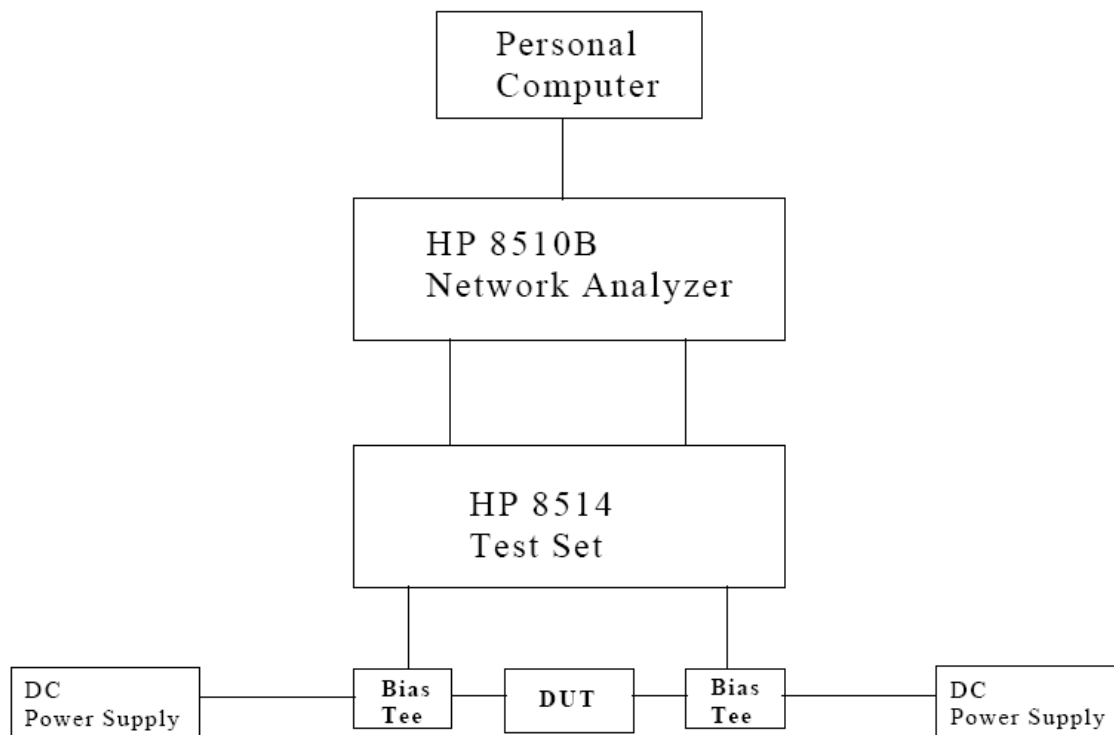 Personal
Computer
HP 8510B
Network Analyzer
HP 8514
Test Set
DC
Power Supply
Bias
Tee
DUT
Bias
Tee
DC
Power Supply